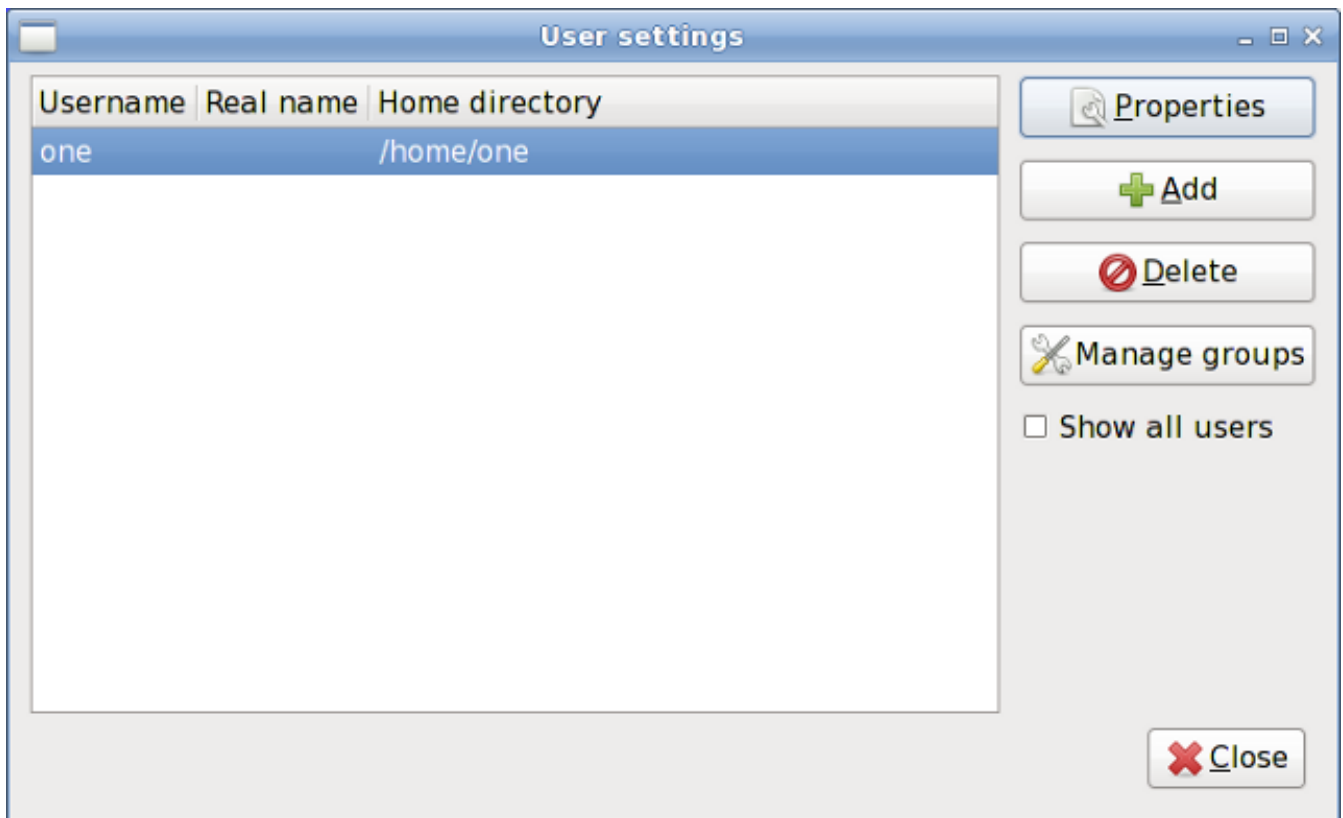 User settings
Username Real name Home directory
one /home/one
Properties
Add
Delete
Manage groups
Show all users
Close